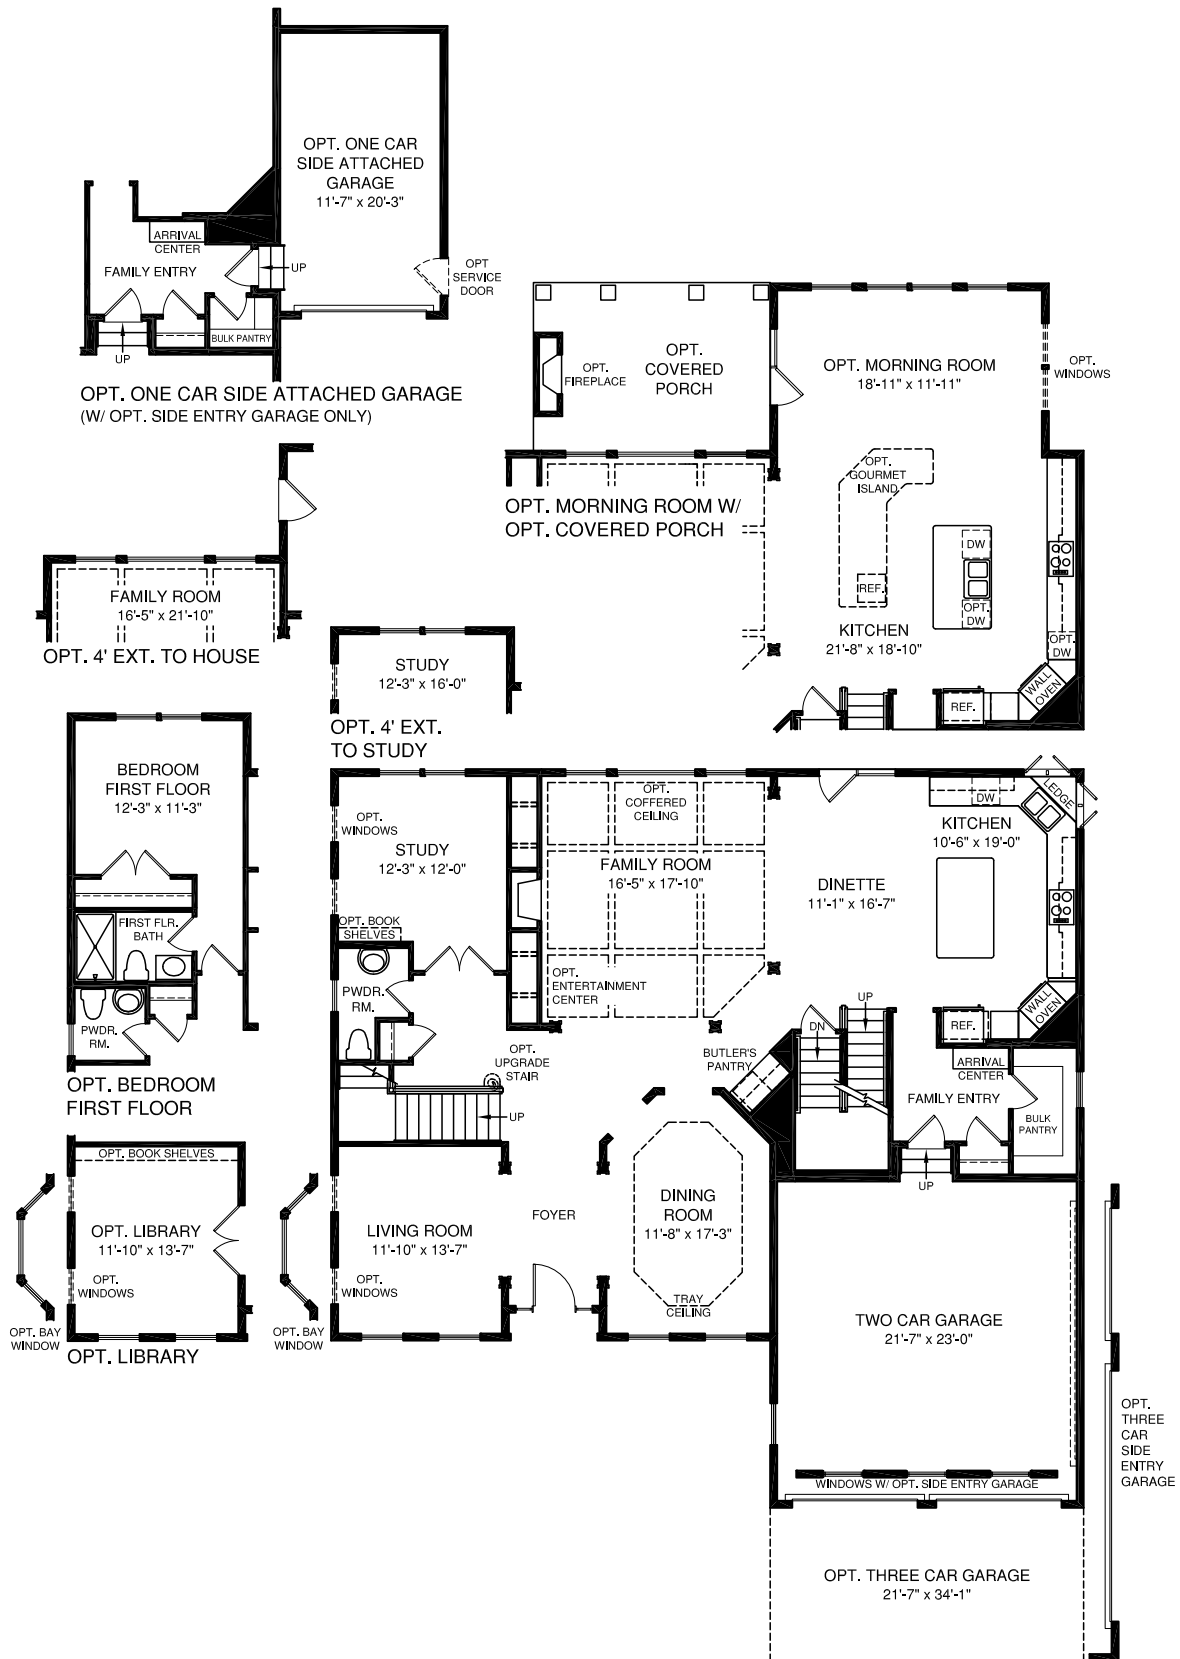 OPT. ONE CAR
SIDE ATTACHED
GARAGE
11'-7" x 20'-3"
ARRIVAL
CENTER
FAMILY ENTRY
UP
OPT
SERVICE
DOOR
BULK PANTRY
UP
OPT. ONE CAR SIDE ATTACHED GARAGE
(W/ OPT. SIDE ENTRY GARAGE ONLY)
OPT.
FIREPLACE
OPT.
COVERED
PORCH
OPT. MORNING ROOM
18'-11" x 11'-11"
OPT.
WINDOWS
OPT.
GOURMET
ISLAND
OPT. MORNING ROOM W/
OPT. COVERED PORCH
DW
REF.
OPT.
DW
KITCHEN
21'-8" x 18'-10"
OPT.
DW
WALL
OVEN
REF.
FAMILY ROOM
16'-5" x 21'-10"
OPT. 4' EXT. TO HOUSE
STUDY
12'-3" x 16'-0"
OPT. 4' EXT.
TO STUDY
BEDROOM
FIRST FLOOR
12'-3" x 11'-3"
FIRST FLR.
BATH
PWDR.
RM.
OPT. BEDROOM
FIRST FLOOR
OPT.
WINDOWS
STUDY
12'-3" x 12'-0"
OPT. BOOK
SHELVES
PWDR.
RM.
OPT.
COFFERED
CEILING
FAMILY ROOM
16'-5" x 17'-10"
OPT.
ENTERTAINMENT
CENTER
DINETTE
11'-1" x 16'-7"
DW
LEDGE
KITCHEN
10'-6" x 19'-0"
WALL
OVEN
REF.
UP
DN
OPT.
UPGRADE
STAIR
UP
BUTLER'S
PANTRY
ARRIVAL
CENTER
FAMILY ENTRY
BULK
PANTRY
UP
OPT. BOOK SHELVES
OPT. LIBRARY
11'-10" x 13'-7"
OPT.
WINDOWS
OPT. BAY
WINDOW
OPT. LIBRARY
LIVING ROOM
11'-10" x 13'-7"
OPT.
WINDOWS
OPT. BAY
WINDOW
FOYER
DINING
ROOM
11'-8" x 17'-3"
TRAY
CEILING
TWO CAR GARAGE
21'-7" x 23'-0"
WINDOWS W/ OPT. SIDE ENTRY GARAGE
OPT.
THREE
CAR
SIDE
ENTRY
GARAGE
OPT. THREE CAR GARAGE
21'-7" x 34'-1"